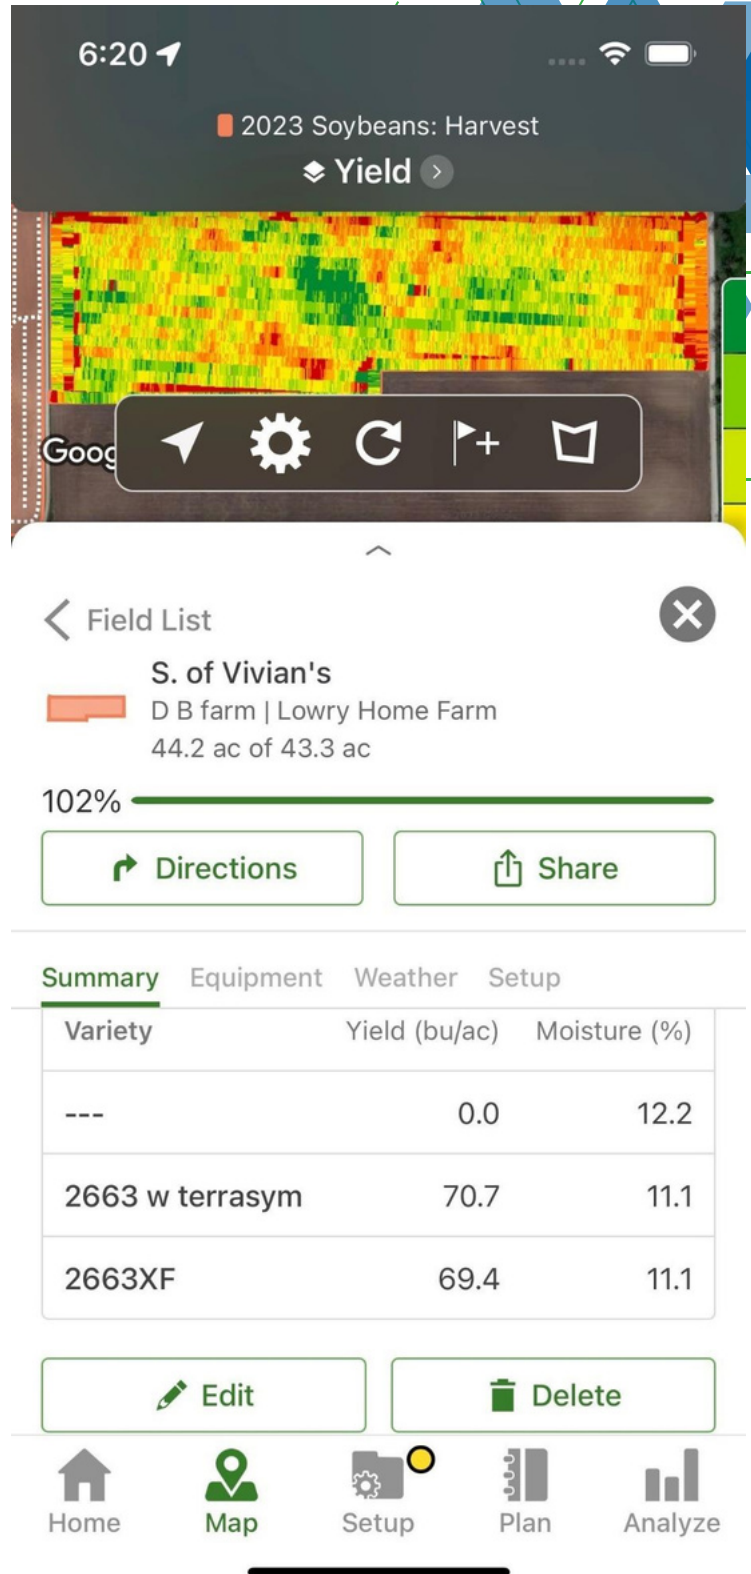 6:20
2023 Soybeans: Harvest
Yield
Goog
Field List
S. of Vivian's
D B farm | Lowry Home Farm
44.2 ac of 43.3 ac
102%
Directions
Share
Summary Equipment Weather Setup
Variety Yield (bu/ac) Moisture (%)
--- 0.0 12.2
2663 w terrasym 70.7 11.1
2663XF 69.4 11.1
Edit
Delete
Home Map Setup Plan Analyze